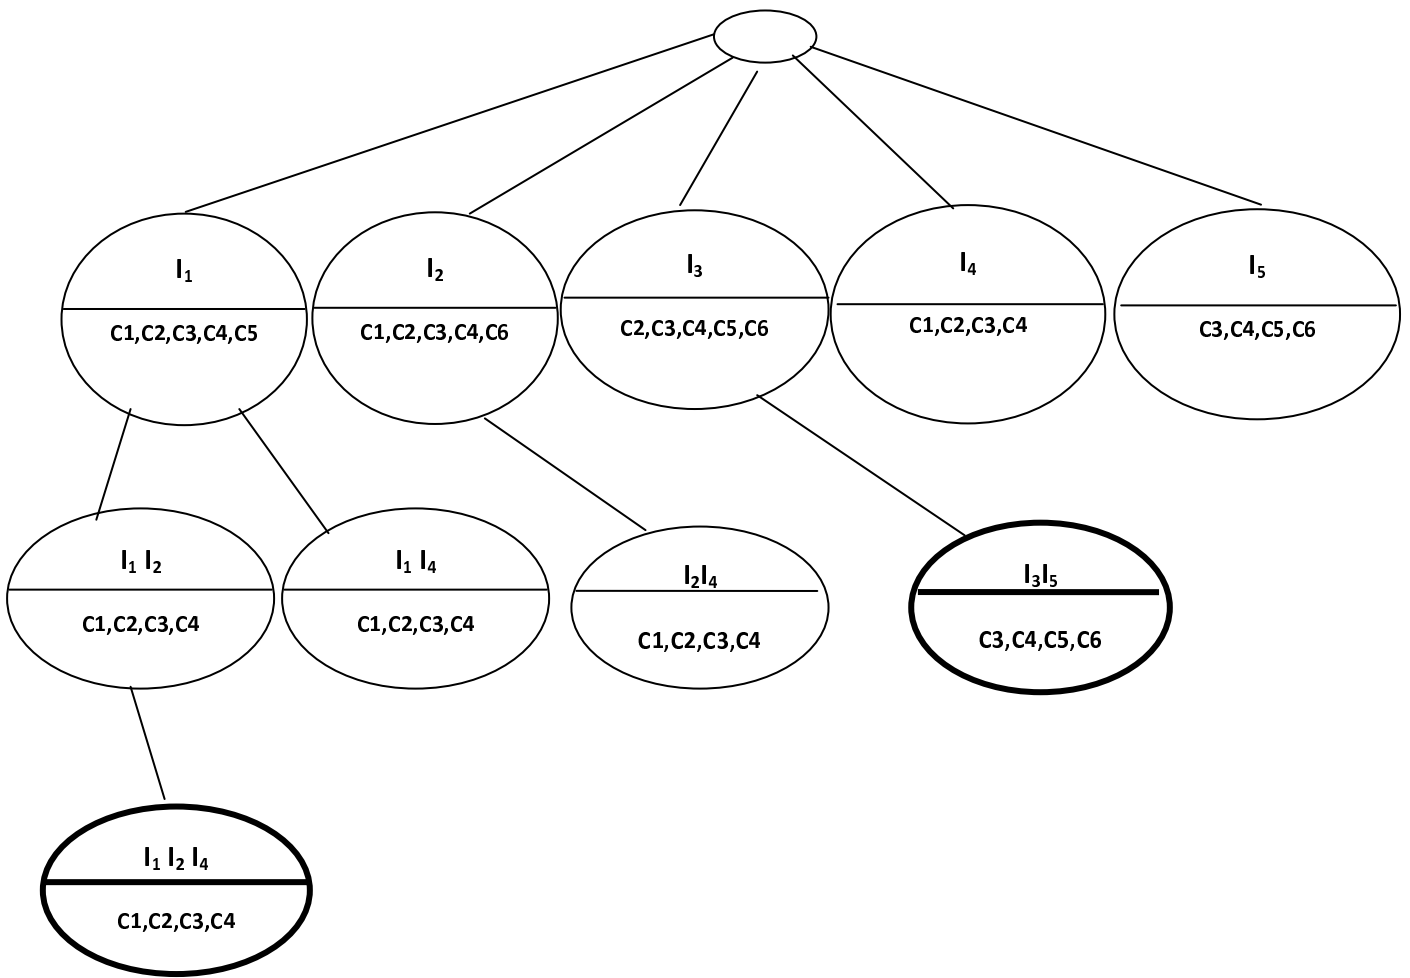 I₁
C1,C2,C3,C4,C5
I₂
C1,C2,C3,C4,C6
I₃
C2,C3,C4,C5,C6
I₄
C1,C2,C3,C4
I₅
C3,C4,C5,C6
I₁ I₂
C1,C2,C3,C4
I₁ I₄
C1,C2,C3,C4
I₂I₄
C1,C2,C3,C4
I₃I₅
C3,C4,C5,C6
I₁ I₂ I₄
C1,C2,C3,C4